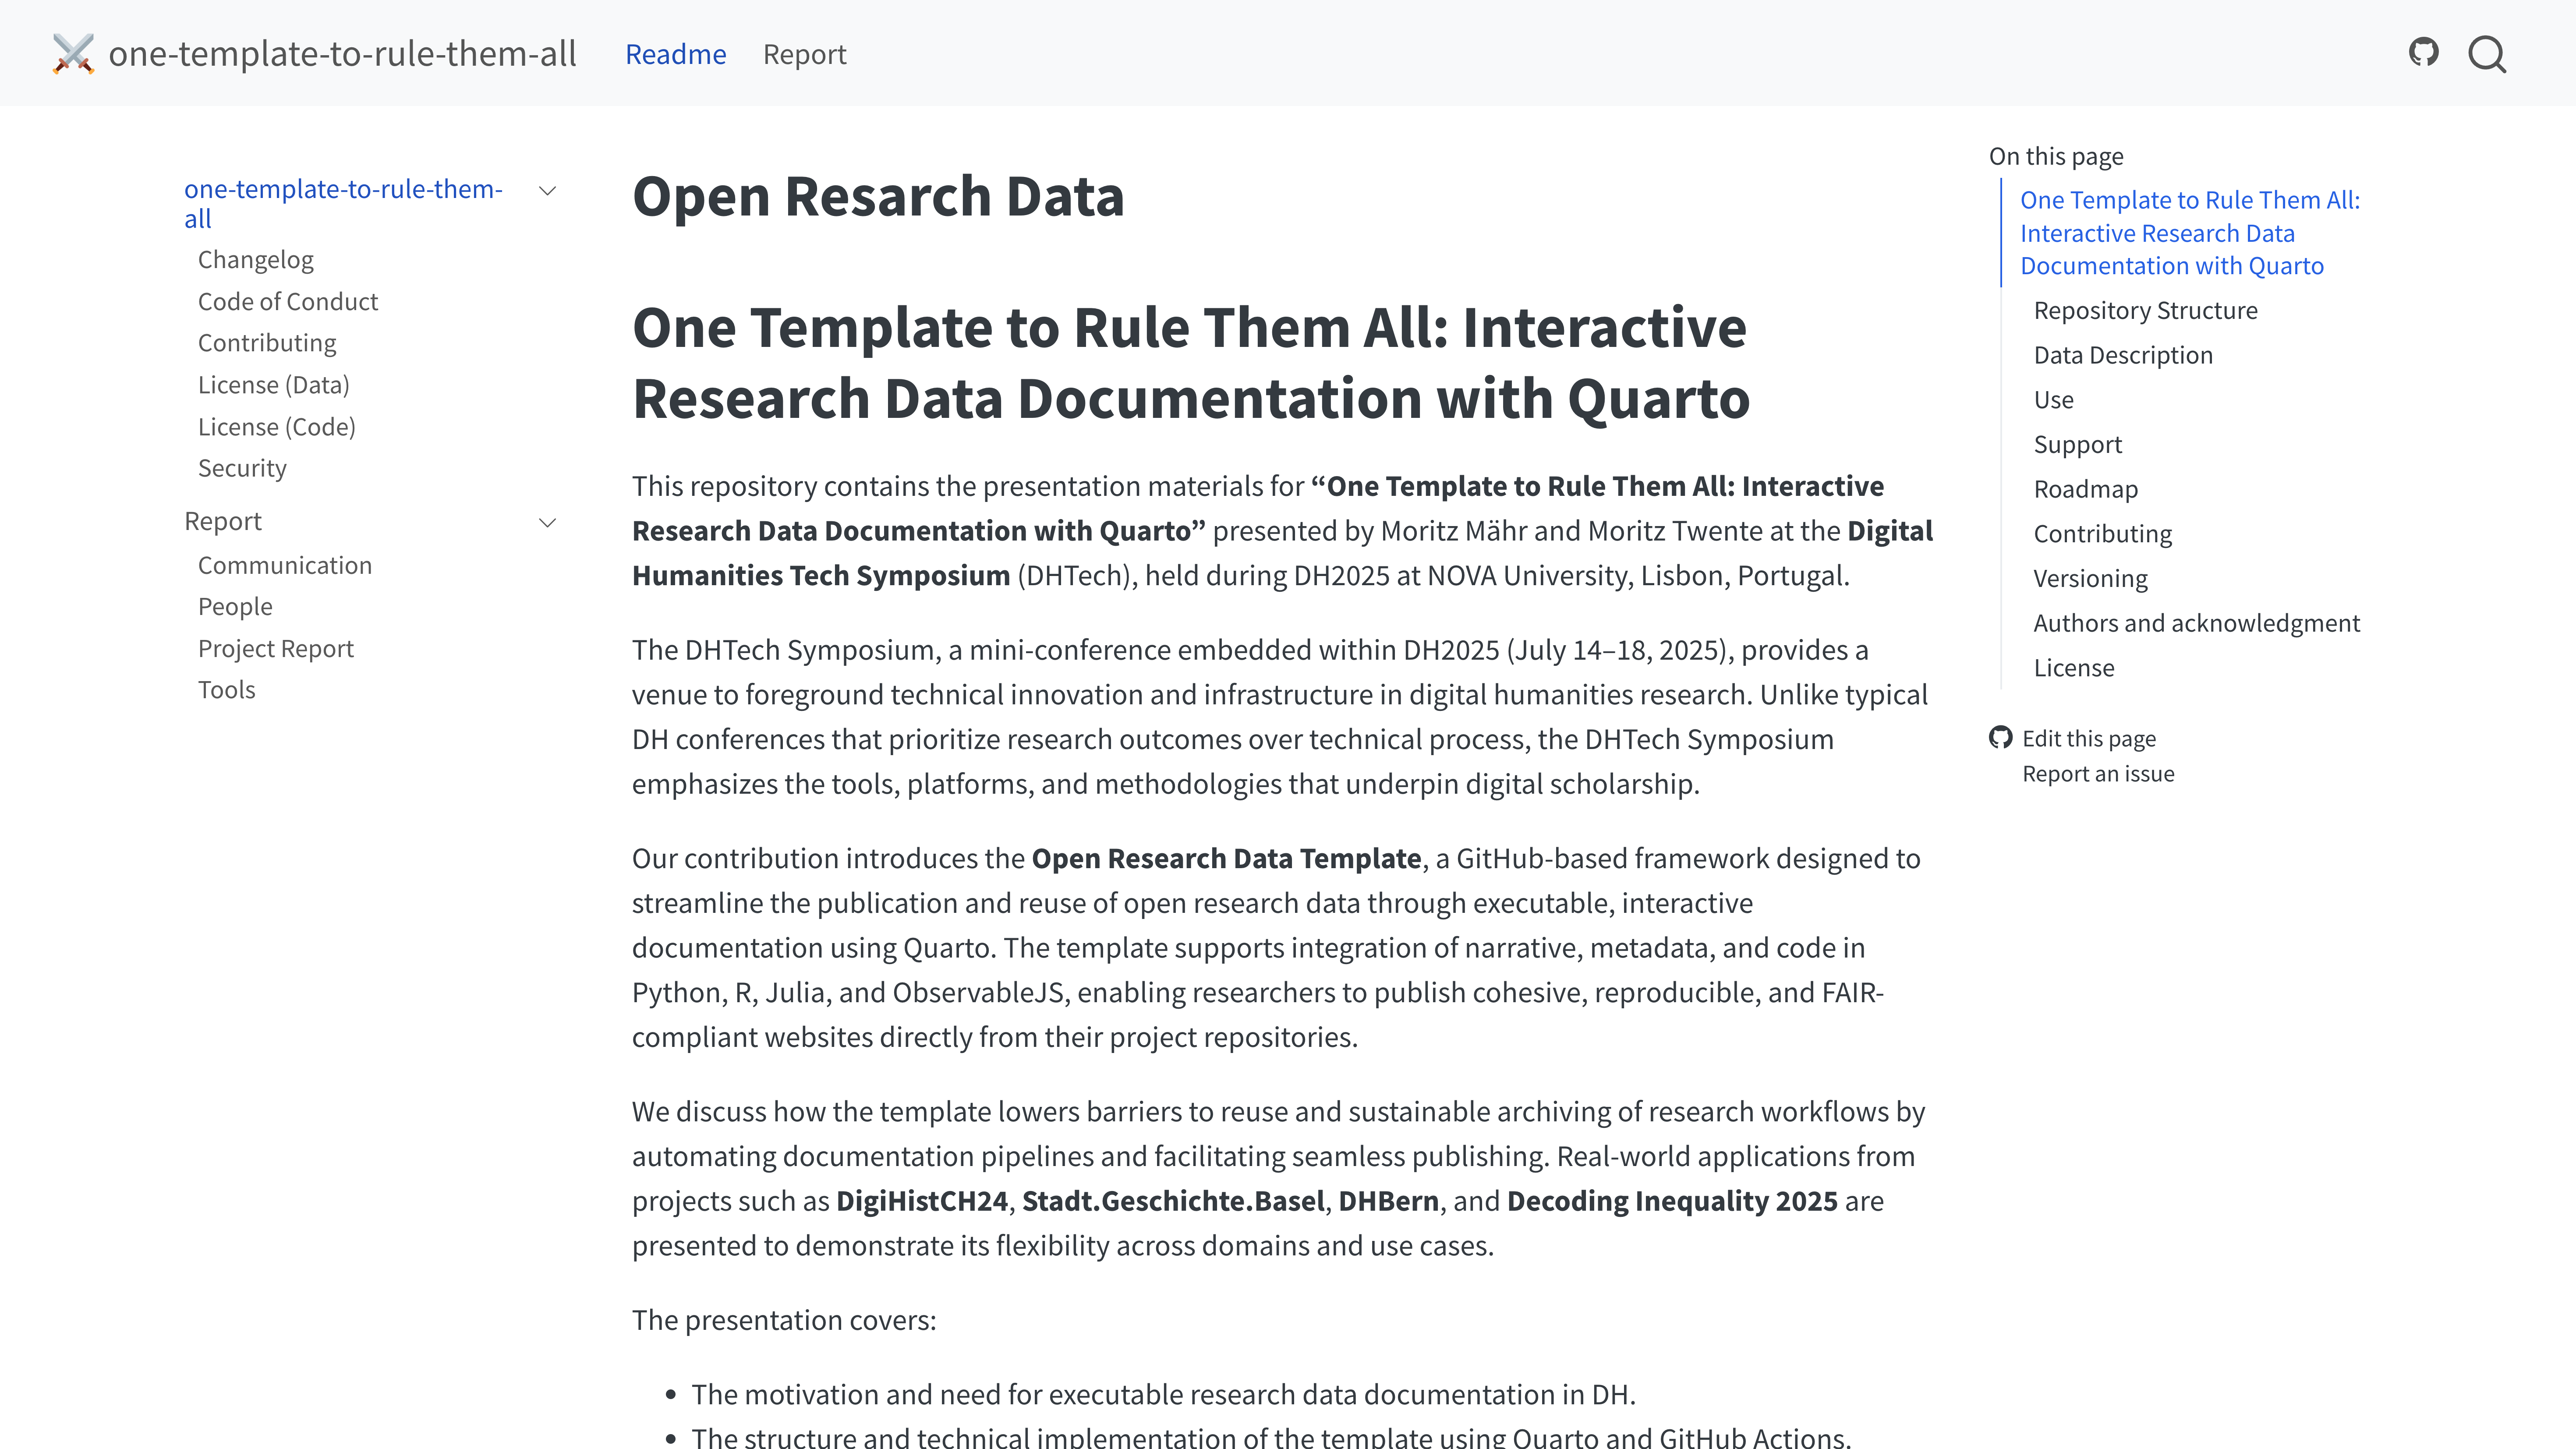 one-template-to-rule-them-all
Readme
Report
one-template-to-rule-them-
all
Changelog
Code of Conduct
Contributing
License (Data)
License (Code)
Security
Report
Communication
People
Project Report
Tools
Open Resarch Data
One Template to Rule Them All: Interactive
Research Data Documentation with Quarto
This repository contains the presentation materials for “One Template to Rule Them All: Interactive
Research Data Documentation with Quarto” presented by Moritz Mähr and Moritz Twente at the Digital
Humanities Tech Symposium (DHTech), held during DH2025 at NOVA University, Lisbon, Portugal.
The DHTech Symposium, a mini-conference embedded within DH2025 (July 14–18, 2025), provides a
venue to foreground technical innovation and infrastructure in digital humanities research. Unlike typical
DH conferences that prioritize research outcomes over technical process, the DHTech Symposium
emphasizes the tools, platforms, and methodologies that underpin digital scholarship.
Our contribution introduces the Open Research Data Template, a GitHub-based framework designed to
streamline the publication and reuse of open research data through executable, interactive
documentation using Quarto. The template supports integration of narrative, metadata, and code in
Python, R, Julia, and ObservableJS, enabling researchers to publish cohesive, reproducible, and FAIR-
compliant websites directly from their project repositories.
We discuss how the template lowers barriers to reuse and sustainable archiving of research workflows by
automating documentation pipelines and facilitating seamless publishing. Real-world applications from
projects such as DigiHistCH24, Stadt.Geschichte.Basel, DHBern, and Decoding Inequality 2025 are
presented to demonstrate its flexibility across domains and use cases.
The presentation covers:
• The motivation and need for executable research data documentation in DH.
• The structure and technical implementation of the template using Quarto and GitHub Actions.
On this page
One Template to Rule Them All:
Interactive Research Data
Documentation with Quarto
Repository Structure
Data Description
Use
Support
Roadmap
Contributing
Versioning
Authors and acknowledgment
License
Edit this page
Report an issue